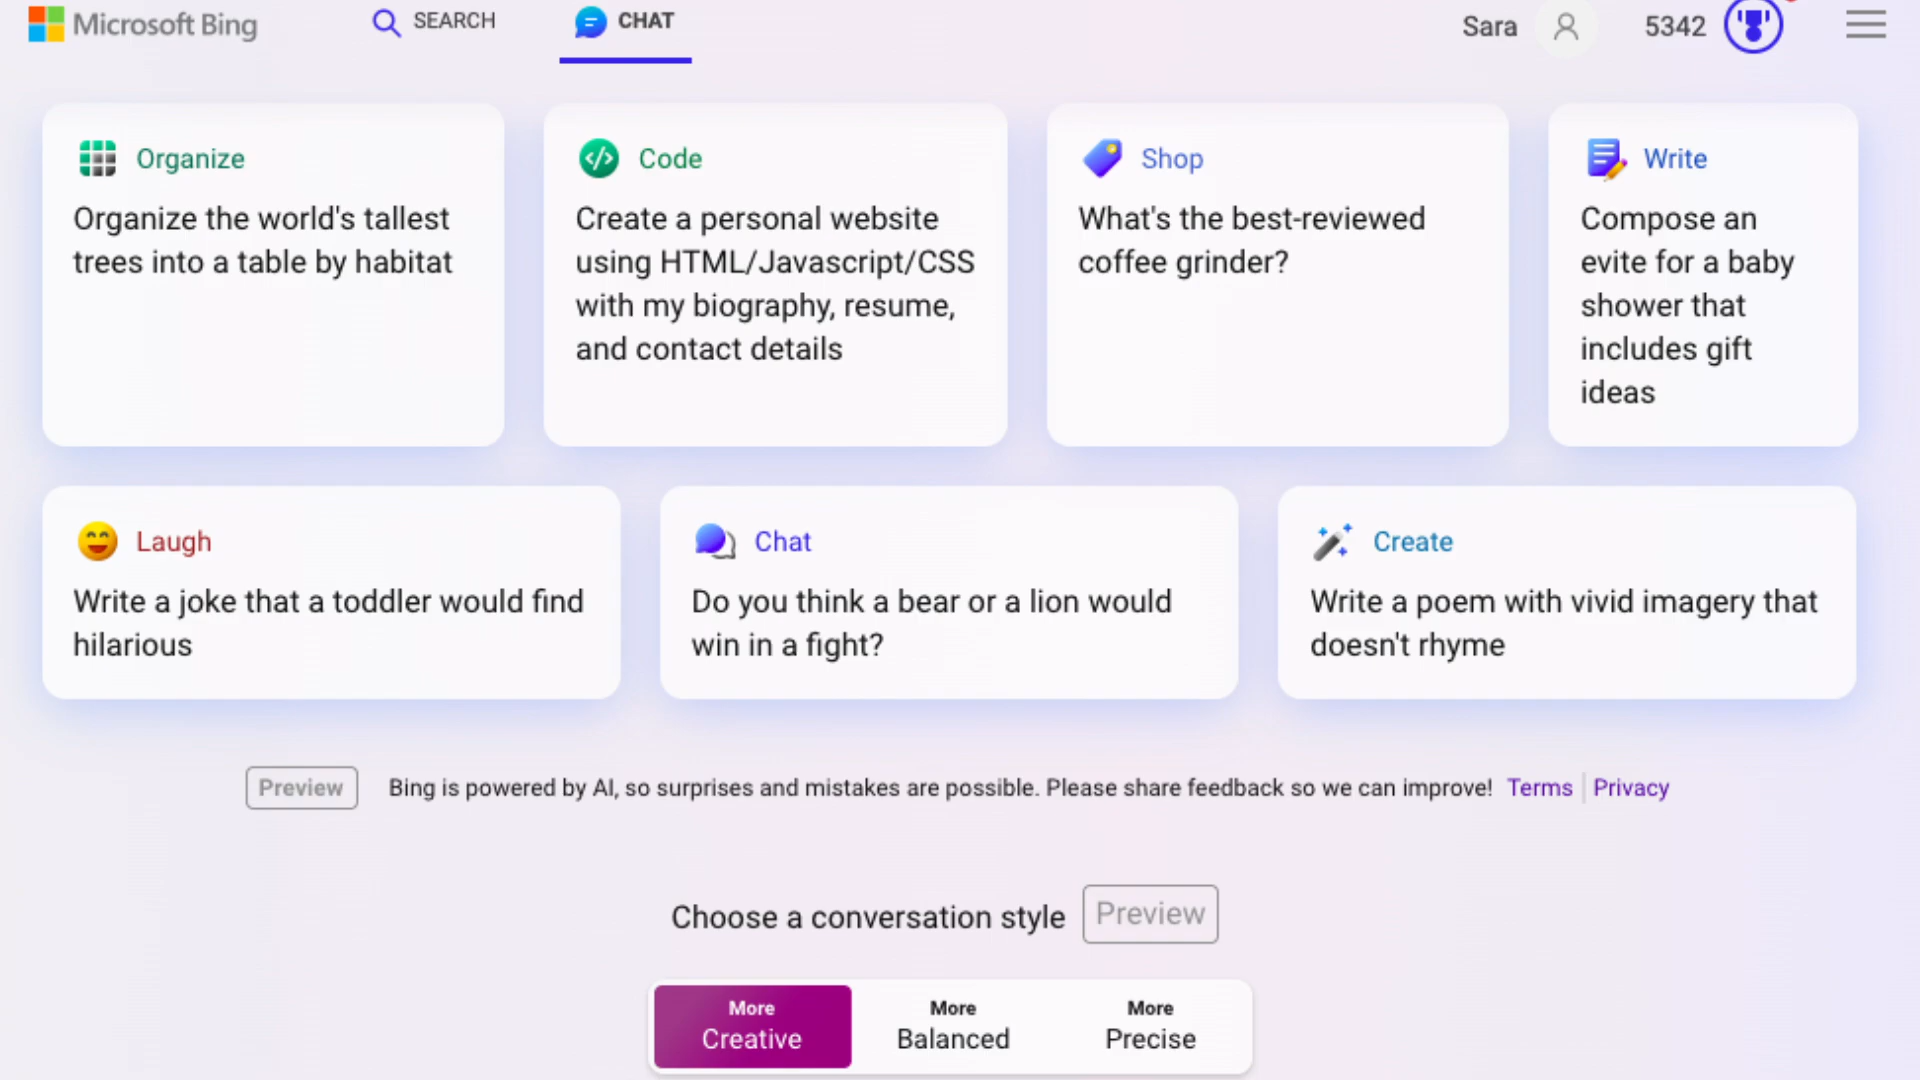 Microsoft Bing
SEARCH
CHAT
Sara
5342
Organize
Organize the world's tallest
trees into a table by habitat
Code
Create a personal website
using HTML/Javascript/CSS
with my biography, resume,
and contact details
Shop
What's the best-reviewed
coffee grinder?
Write
Compose an
evite for a baby
shower that
includes gift
ideas
Laugh
Write a joke that a toddler would find
hilarious
Chat
Do you think a bear or a lion would
win in a fight?
Create
Write a poem with vivid imagery that
doesn't rhyme
Preview
Bing is powered by AI, so surprises and mistakes are possible. Please share feedback so we can improve!
Terms
Privacy
Choose a conversation style
Preview
More
Creative
More
Balanced
More
Precise